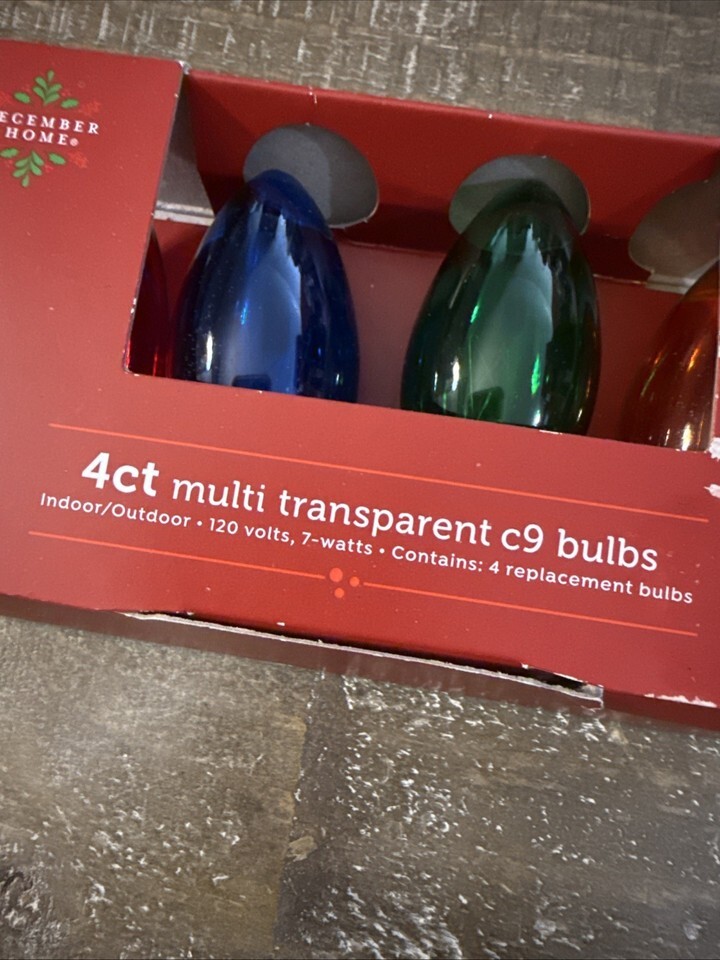 ECEMBER
HOME®
4ct multi transparent c9 bulbs
Indoor/Outdoor • 120 volts, 7-watts • Contains: 4 replacement bulbs